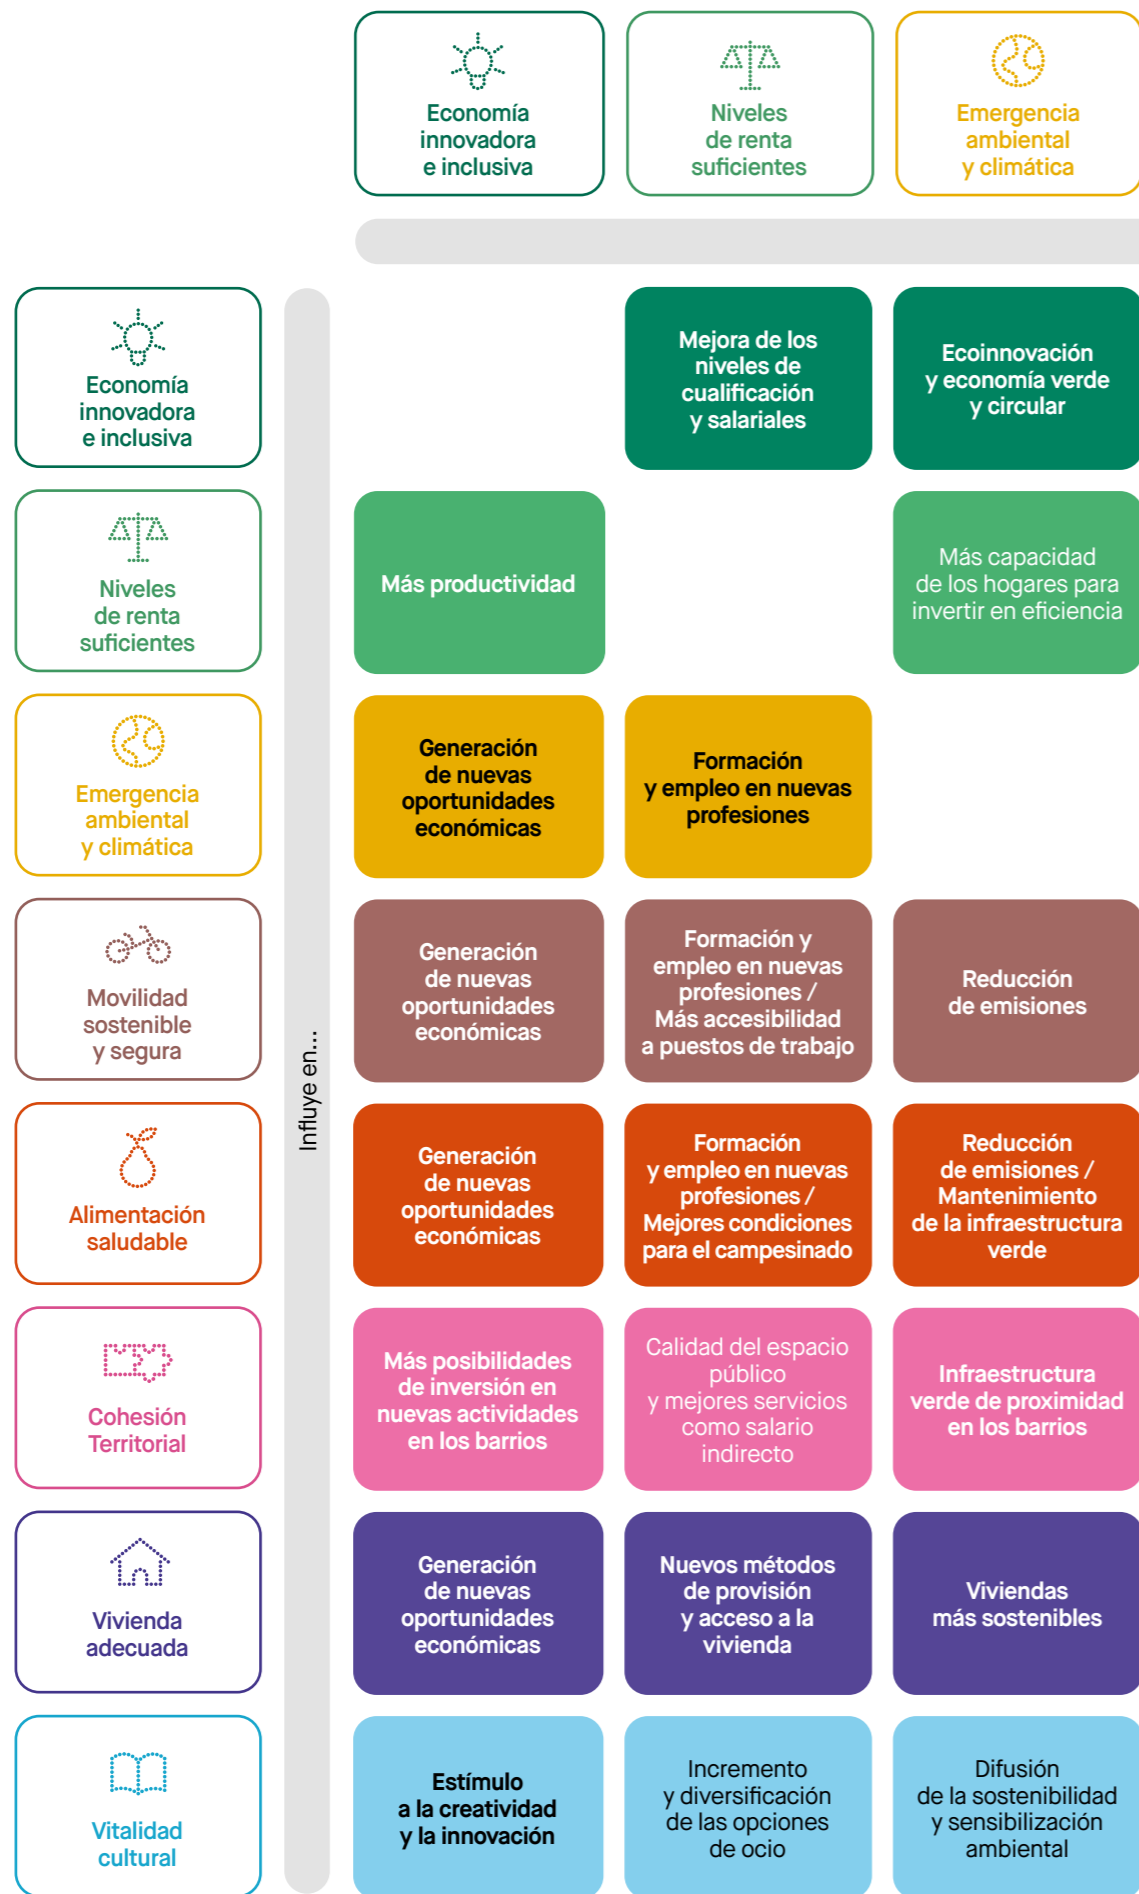 Economía
innovadora
e inclusiva
Niveles
de renta
suficientes
Emergencia
ambiental
y climática
Influye en...
Economía
innovadora
e inclusiva
Mejora de los
niveles de
cualificación
y salariales
Ecoinnovación
y economía verde
y circular
Niveles
de renta
suficientes
Más productividad
Más capacidad
de los hogares para
invertir en eficiencia
Emergencia
ambiental
y climática
Generación
de nuevas
oportunidades
económicas
Formación
y empleo en nuevas
profesiones
Movilidad
sostenible
y segura
Generación
de nuevas
oportunidades
económicas
Formación y
empleo en nuevas
profesiones /
Más accesibilidad
a puestos de trabajo
Reducción
de emisiones
Alimentación
saludable
Generación
de nuevas
oportunidades
económicas
Formación
y empleo en nuevas
profesiones /
Mejores condiciones
para el campesinado
Reducción
de emisiones /
Mantenimiento
de la infraestructura
verde
Cohesión
Territorial
Más posibilidades
de inversión en
nuevas actividades
en los barrios
Calidad del espacio
público
y mejores servicios
como salario
indirecto
Infraestructura
verde de proximidad
en los barrios
Vivienda
adecuada
Generación
de nuevas
oportunidades
económicas
Nuevos métodos
de provisión
y acceso a la
vivienda
Viviendas
más sostenibles
Vitalidad
cultural
Estímulo
a la creatividad
y la innovación
Incremento
y diversificación
de las opciones
de ocio
Difusión
de la sostenibilidad
y sensibilización
ambiental